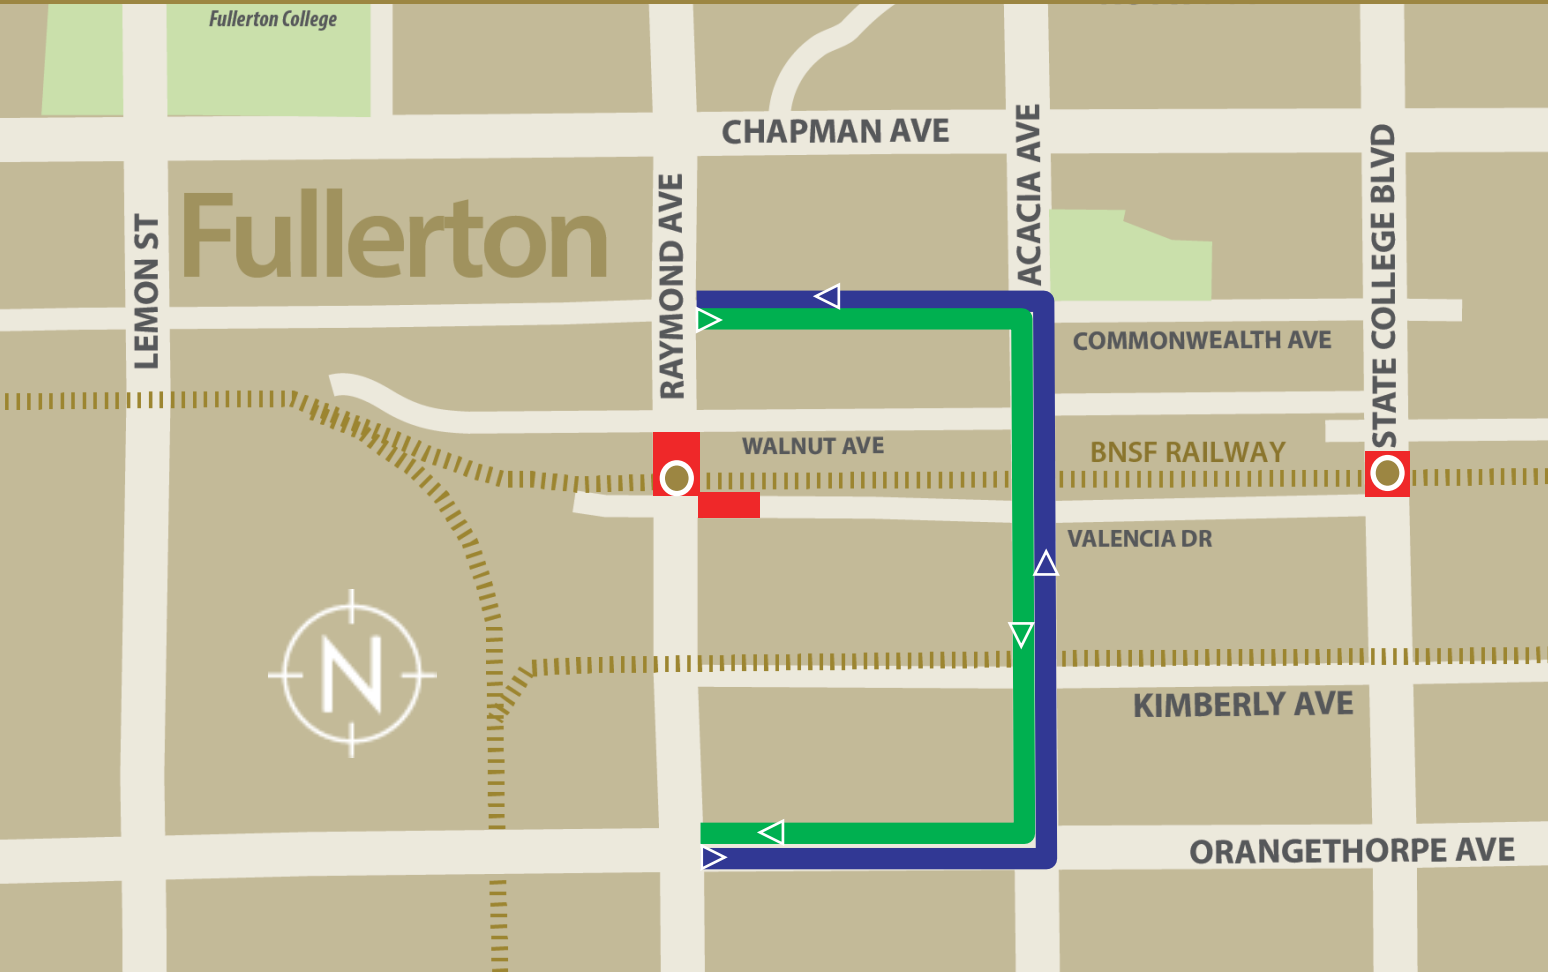 Fullerton College
CHAPMAN AVE
ACACIA AVE
STATE COLLEGE BLVD
RAYMOND AVE
LEMON ST
Fullerton
COMMONWEALTH AVE
WALNUT AVE
BNSF RAILWAY
VALENCIA DR
N
KIMBERLY AVE
ORANGETHORPE AVE